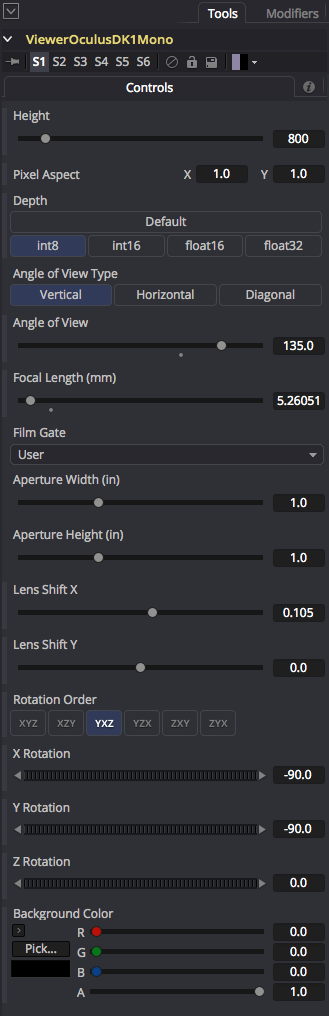 Tools Modifiers
ViewerOculusDK1Mono
S1 S2 S3 S4 S5 S6
Controls
Height
800
Pixel Aspect X 1.0 Y 1.0
Depth
Default
int8 int16 float16 float32
Angle of View Type
Vertical Horizontal Diagonal
Angle of View
135.0
Focal Length (mm)
5.26051
Film Gate
User
Aperture Width (in)
1.0
Aperture Height (in)
1.0
Lens Shift X
0.105
Lens Shift Y
0.0
Rotation Order
XYZ XZY YXZ YZX ZXY ZYX
X Rotation
-90.0
Y Rotation
-90.0
Z Rotation
0.0
Background Color
R 0.0
Pick... G 0.0
B 0.0
A 1.0